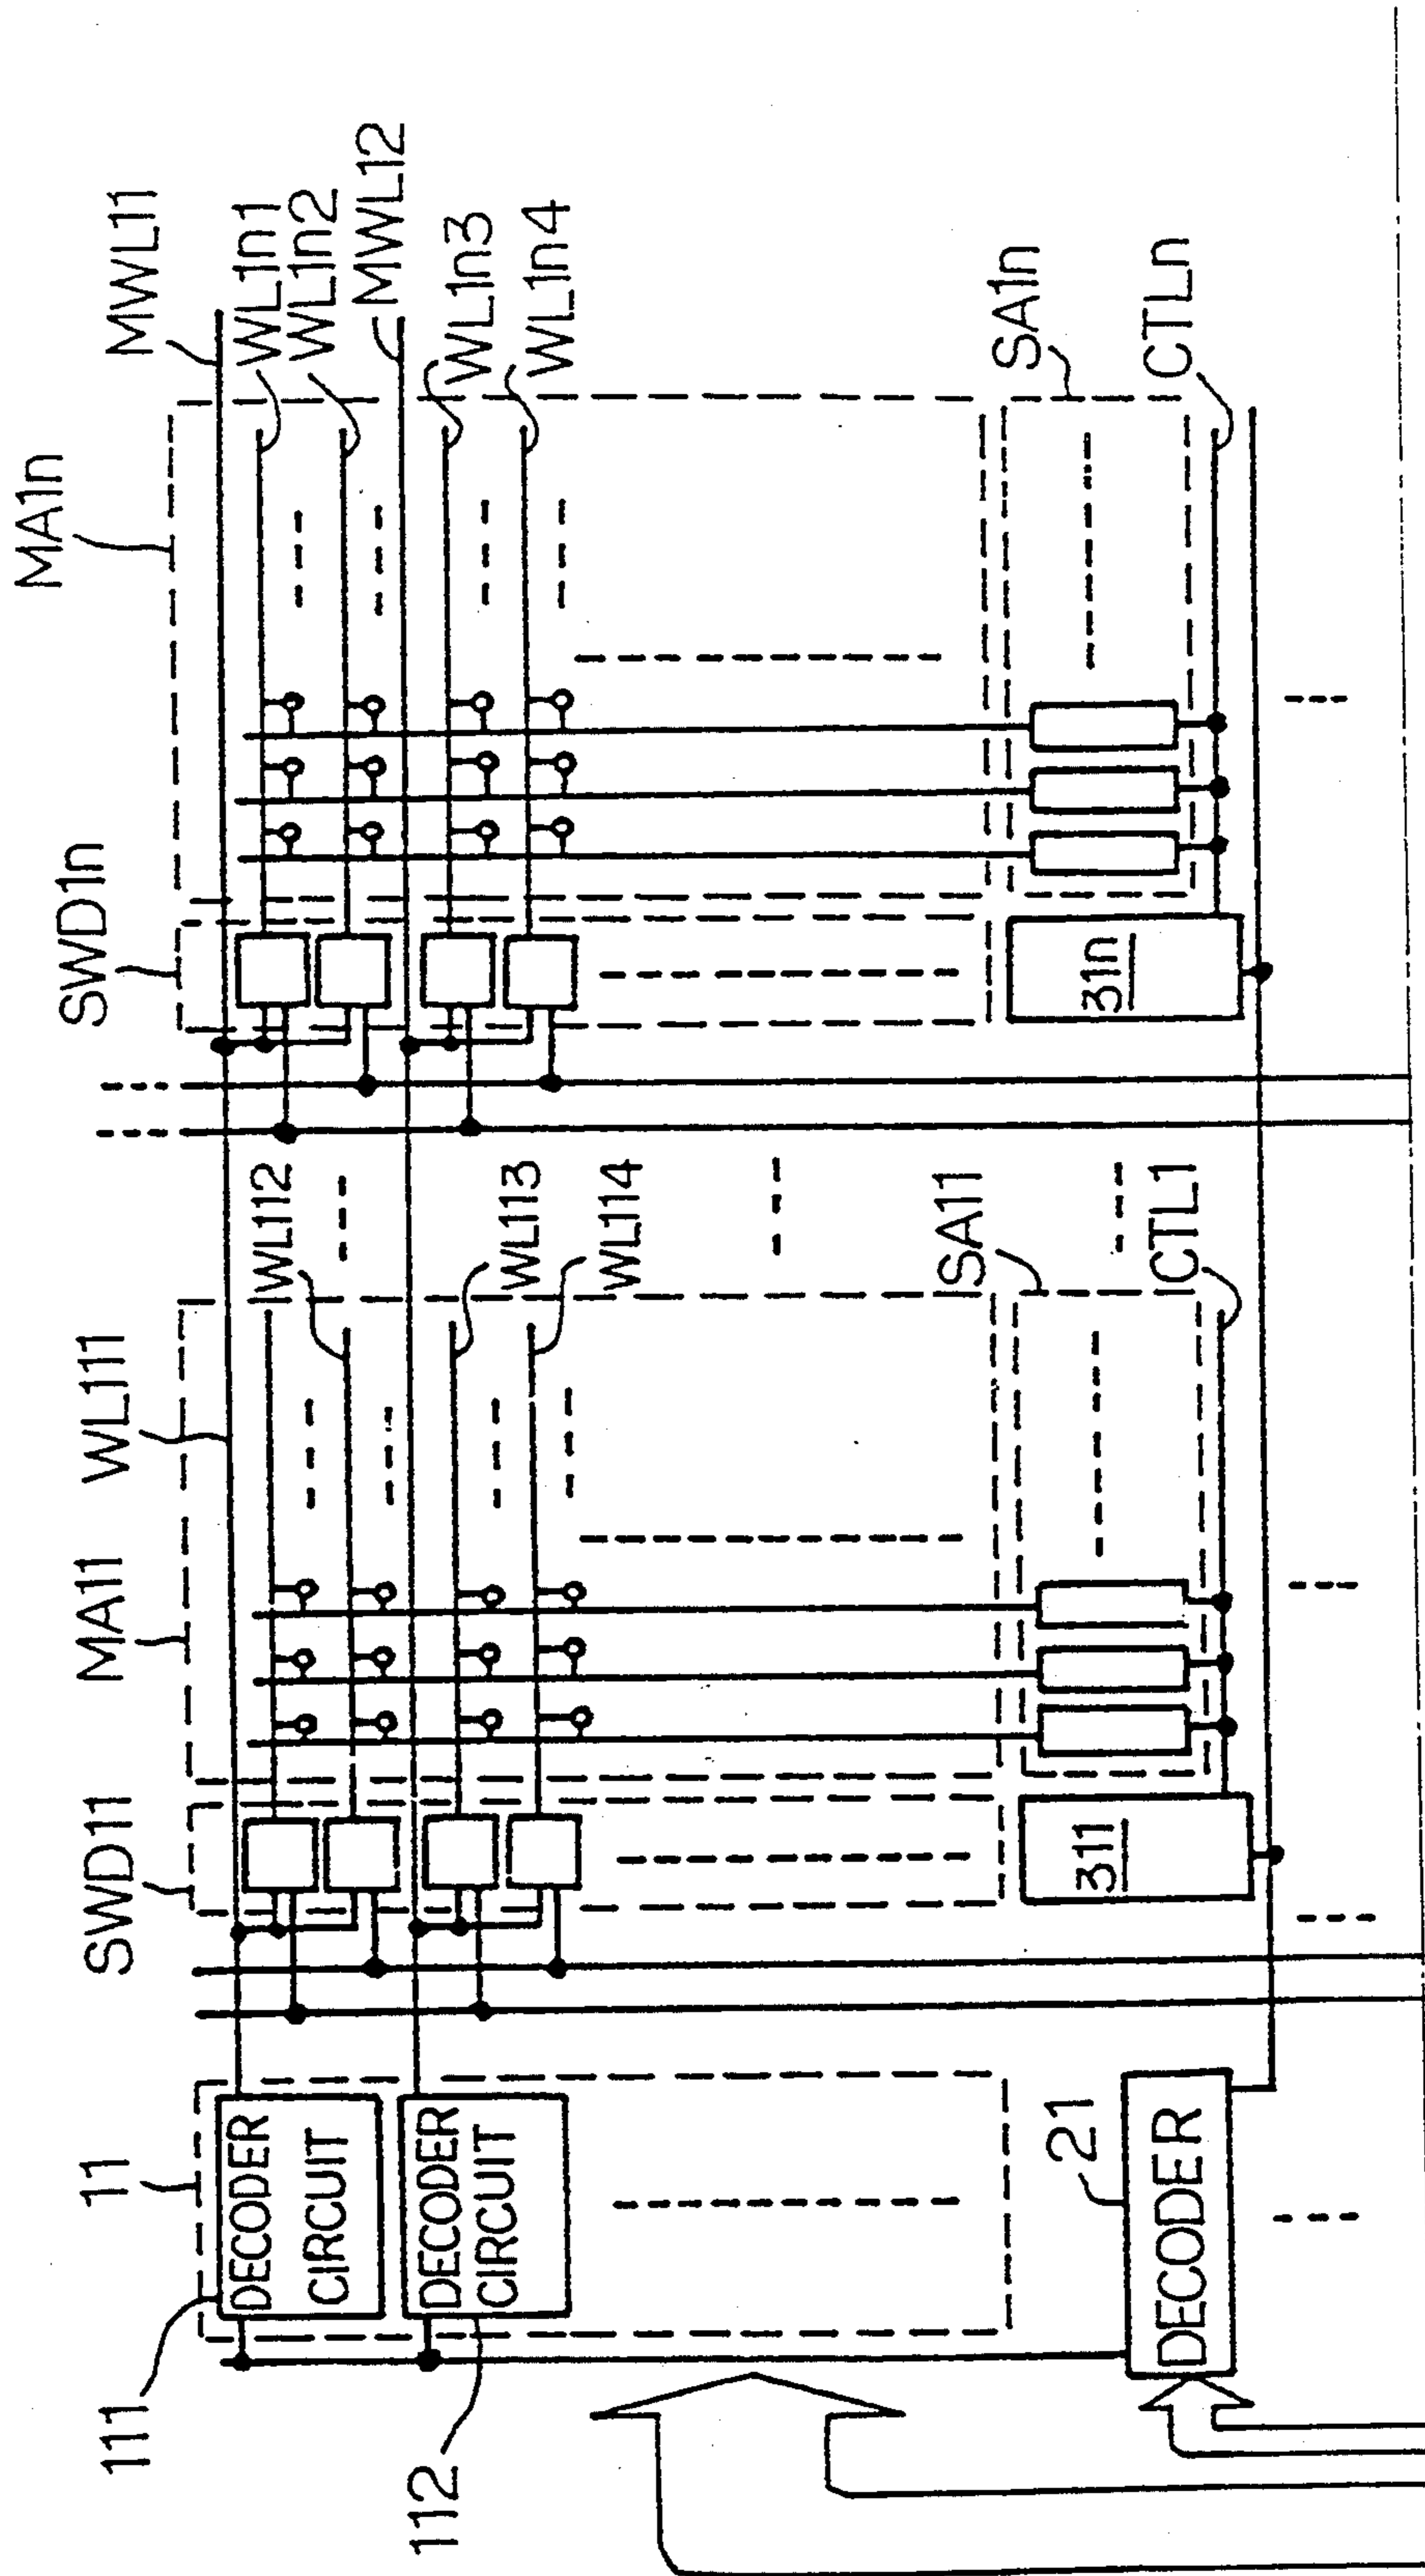 MWL11
WL1n1
WL1n2
MWL12
WL1n3
WL1n4
MA1n
SA1n
CTLn
SWD1n
31n
WL111
WL112
WL113
WL114
MA11
SA11
CTL1
SWD11
311
11
111
DECODER
CIRCUIT
112
DECODER
CIRCUIT
21
DECODER